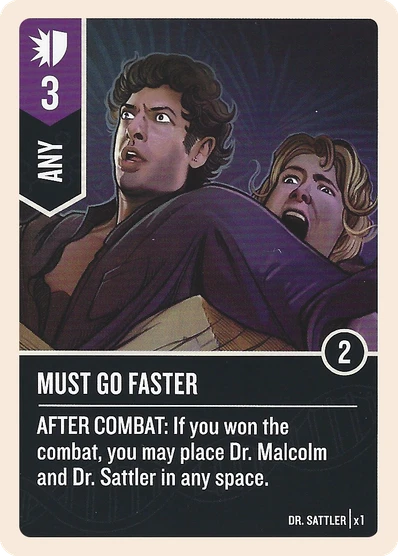 3
ANY
2
MUST GO FASTER
AFTER COMBAT: If you won the
combat, you may place Dr. Malcolm
and Dr. Sattler in any space.
DR. SATTLER | x1